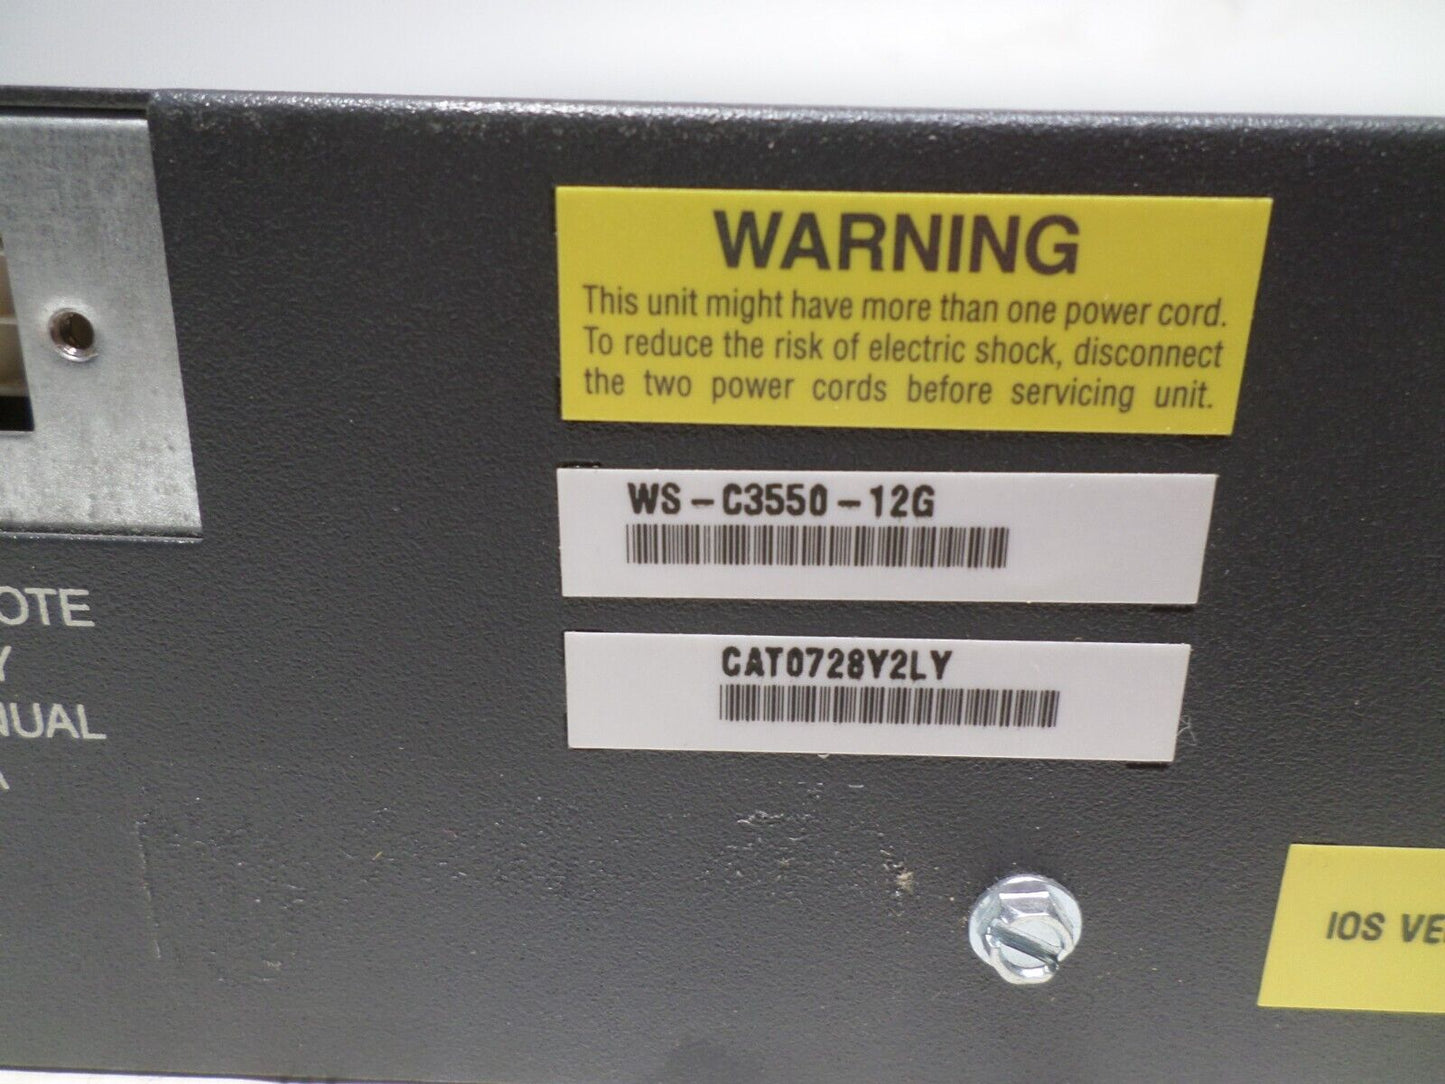 WARNING
This unit might have more than one power cord.
To reduce the risk of electric shock, disconnect
the two power cords before servicing unit.
WS-C3550-12G
CAT0728Y2LY
OTE
Y
NUAL
IOS VE